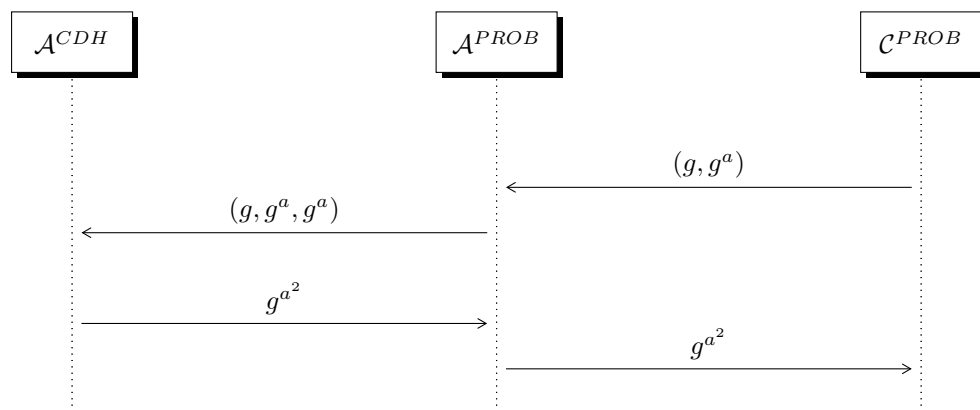 𝒜^{CDH} 𝒜^{PROB} 𝒞^{PROB}
(g, g^a)
(g, g^a, g^a)
g^{a^2}
g^{a^2}